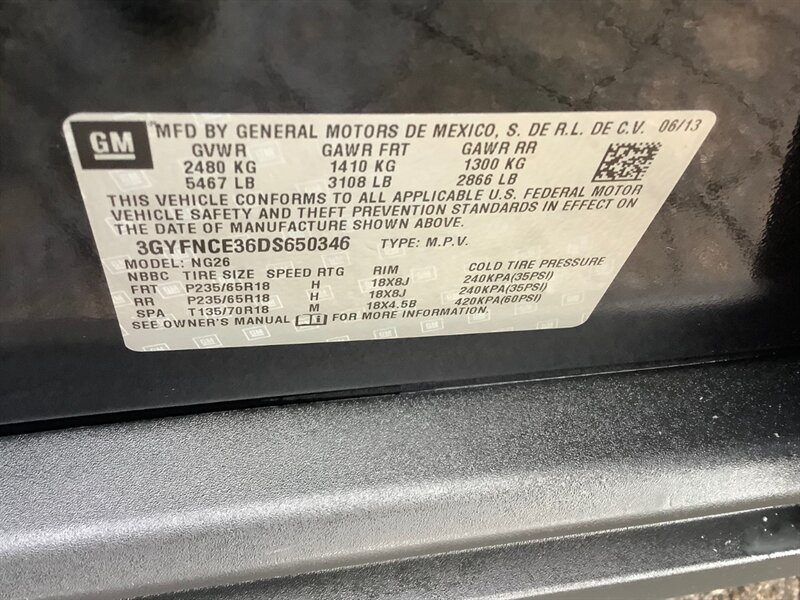 GM MFD BY GENERAL MOTORS DE MEXICO, S. DE R.L. DE C.V. 06/13
GVWR GAWR FRT GAWR RR
2480 KG 1410 KG 1300 KG
5467 LB 3108 LB 2866 LB
THIS VEHICLE CONFORMS TO ALL APPLICABLE U.S. FEDERAL MOTOR
VEHICLE SAFETY AND THEFT PREVENTION STANDARDS IN EFFECT ON
THE DATE OF MANUFACTURE SHOWN ABOVE.
3GYFNCE36DS650346 TYPE: M.P.V.
MODEL: NG26
NBBC TIRE SIZE SPEED RTG RIM COLD TIRE PRESSURE
FRT P235/65R18 H 18X8J 240KPA(35PSI)
RR P235/65R18 H 18X8J 240KPA(35PSI)
SPA T135/70R18 M 18X4.5B 420KPA(60PSI)
SEE OWNER'S MANUAL FOR MORE INFORMATION.